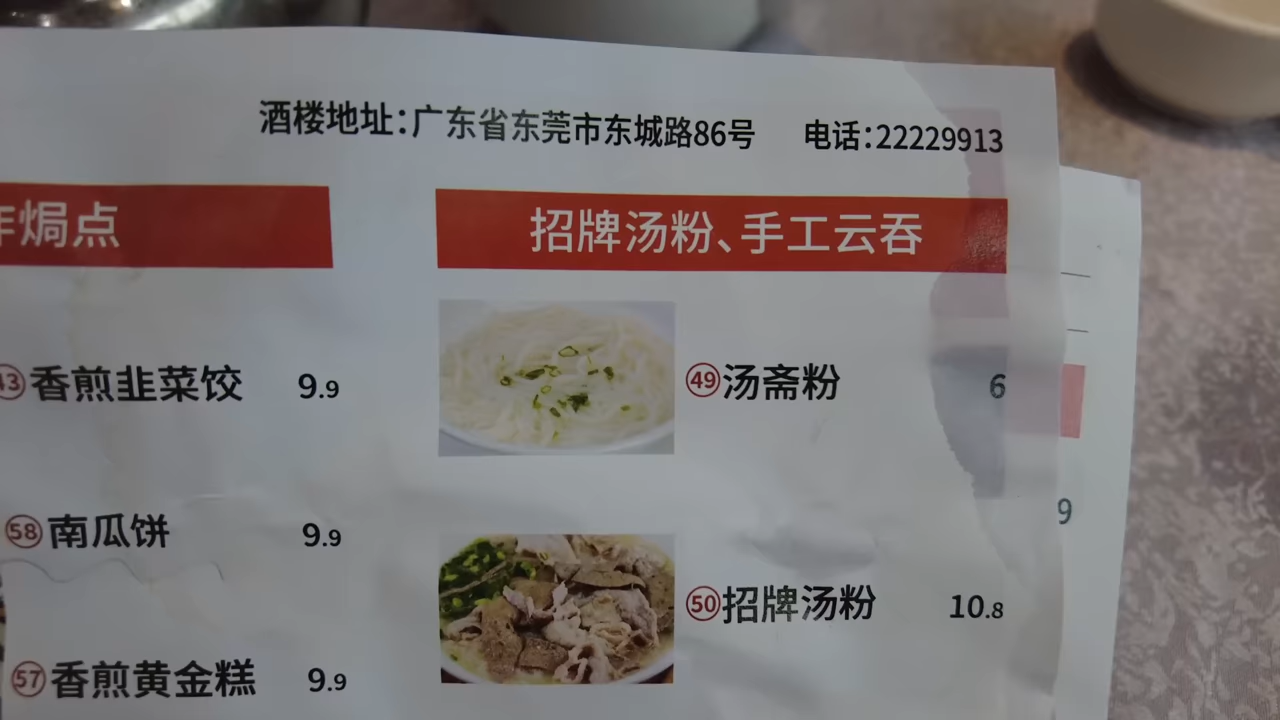 酒楼地址：广东省东莞市东城路86号 电话：22229913
焗点
招牌汤粉、手工云吞
43 香煎韭菜饺 9.9
49 汤斋粉 6
9
58 南瓜饼 9.9
50 招牌汤粉 10.8
57 香煎黄金糕 9.9